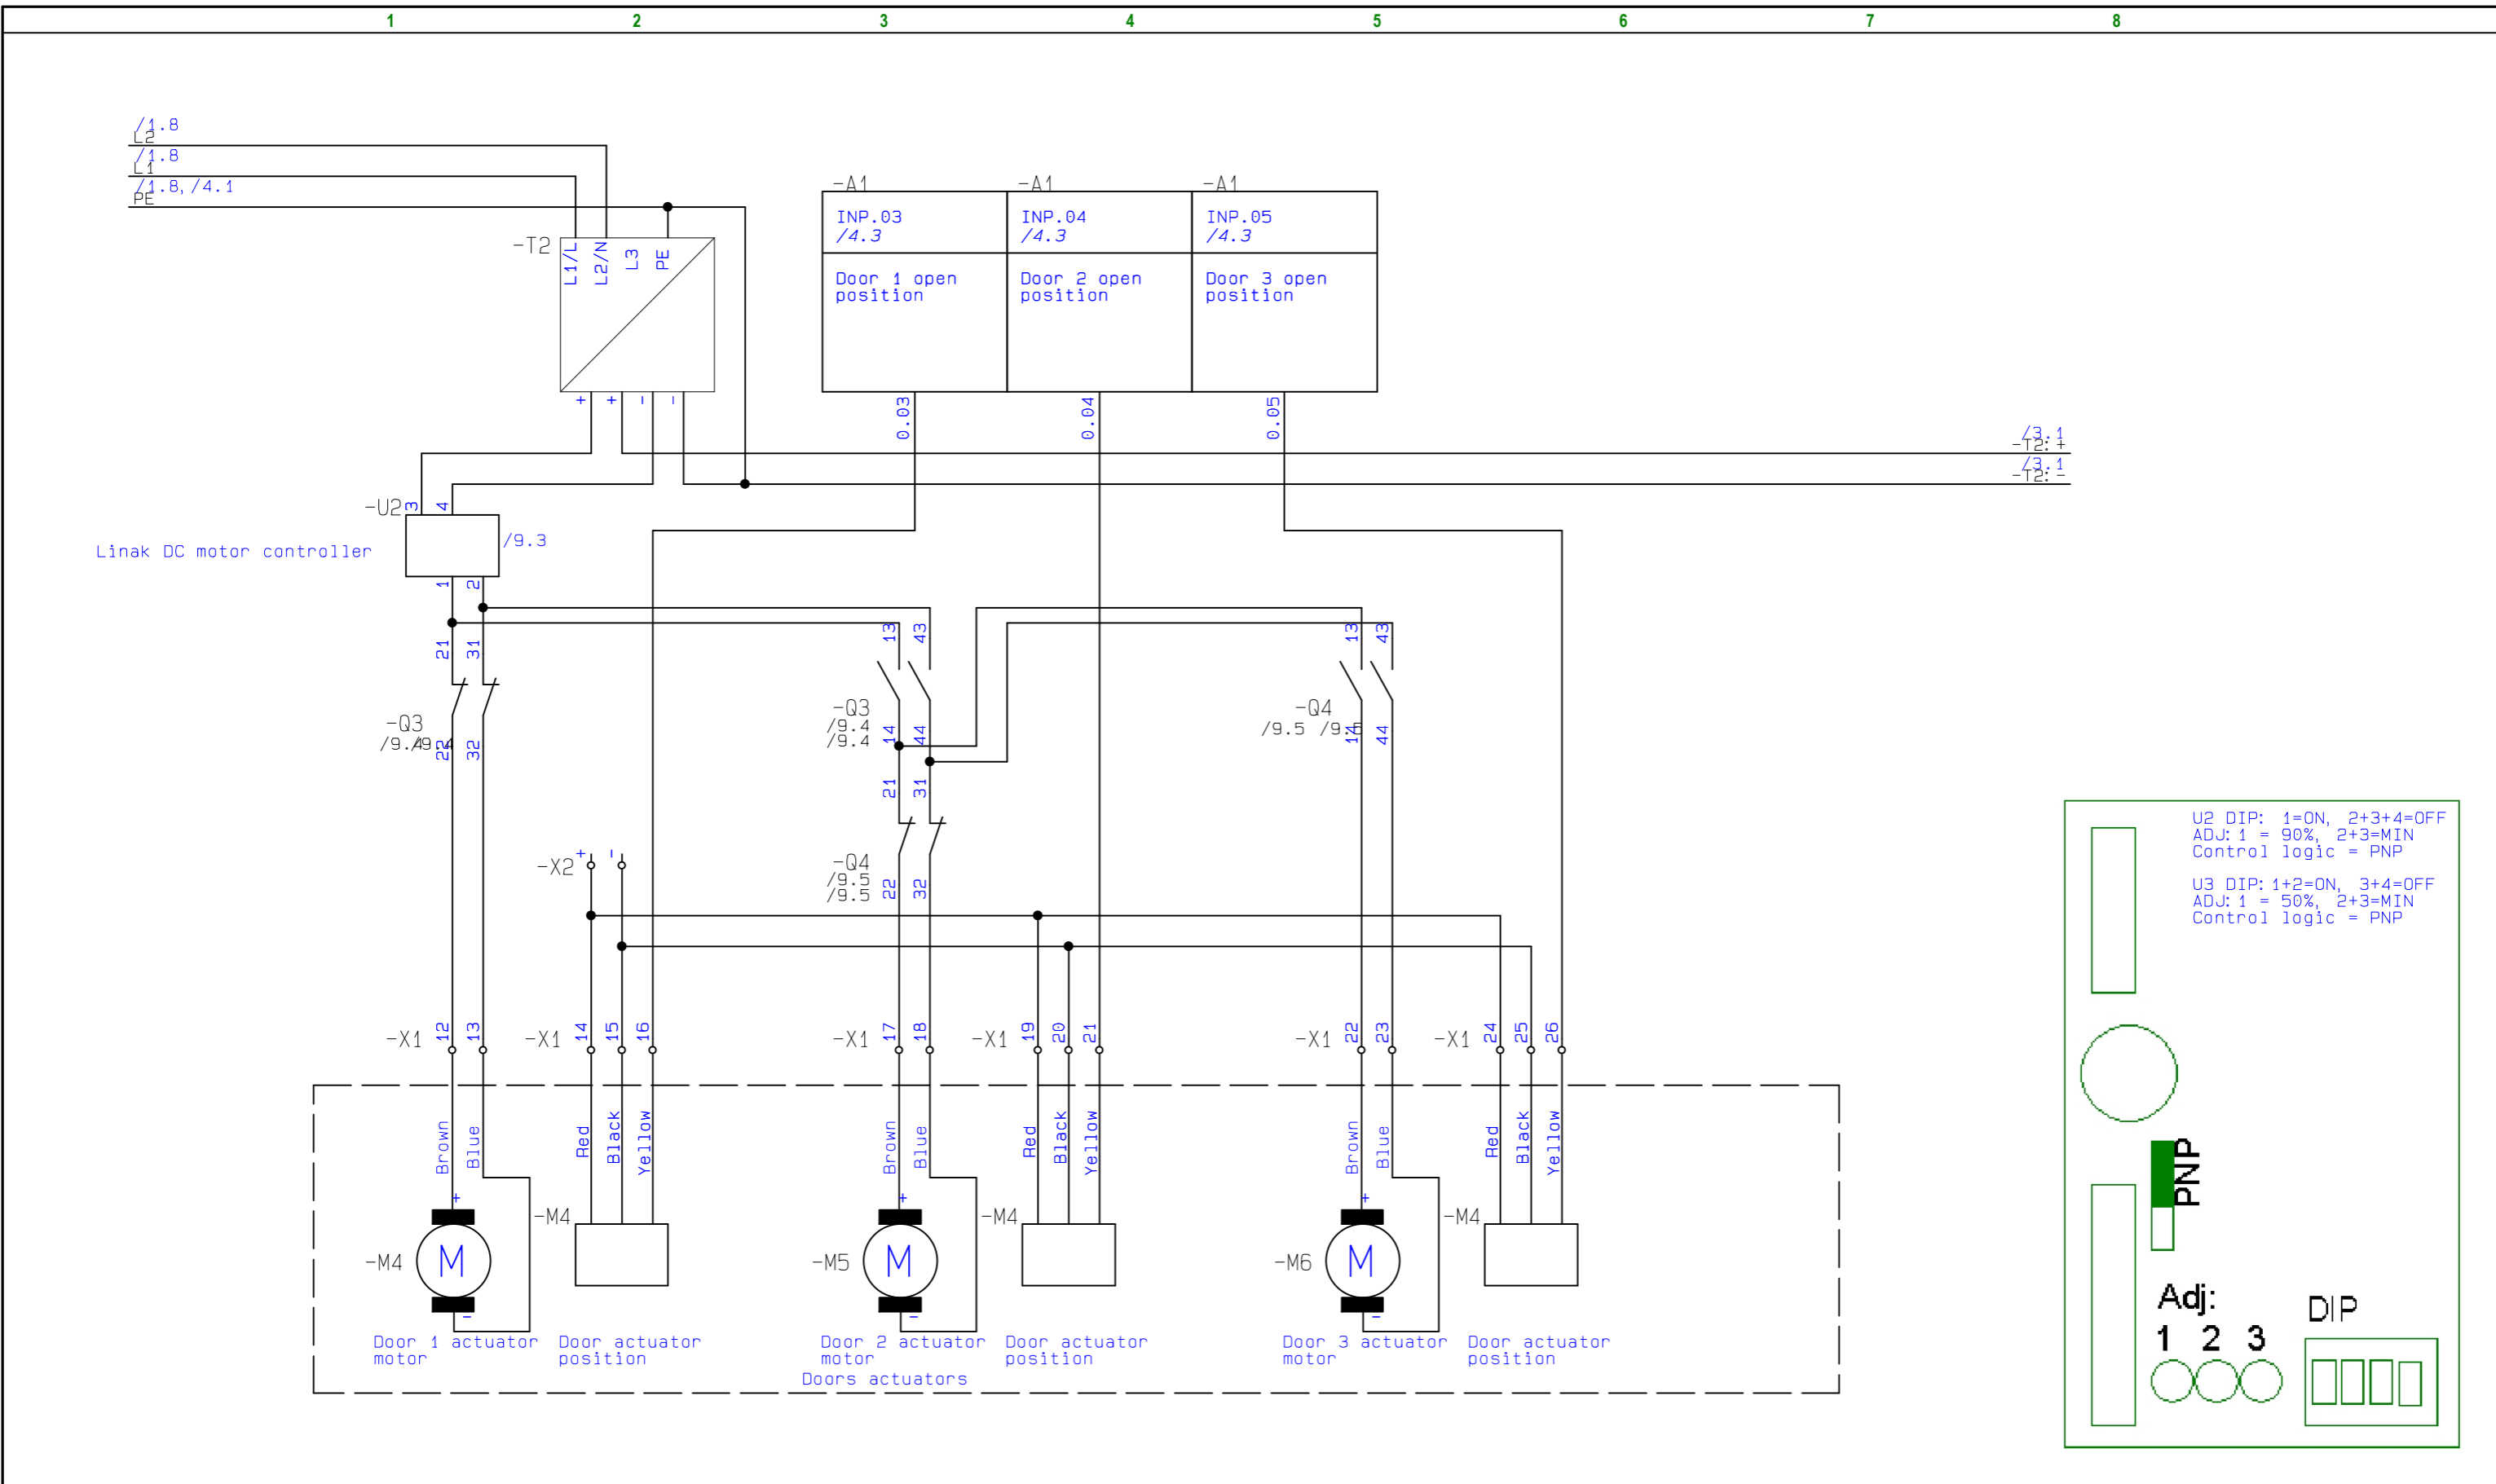 1 2 3 4 5 6 7 8
/1.8
L2
/1.8
L1
/1.8, /4.1
PE
-T2
L1/L L2/N L3 PE
+ + - -
-A1 -A1 -A1
INP.03 INP.04 INP.05
/4.3 /4.3 /4.3
Door 1 open Door 2 open Door 3 open
position position position
0.03 0.04 0.05
/3.1
-T2:+
/3.1
-T2:-
-U2 3 4
/9.3
Linak DC motor controller
1 2
21 31 13 43 13 43
-Q3 -Q3 -Q4
/9.4 /9.4 /9.4 /9.5 /9.5
/9.4
22 32 14 44 14 44
21 31
-X2 + - -Q4
/9.5
/9.5
22 32
-X1 12 13 -X1 14 15 16 -X1 17 18 -X1 19 20 21 -X1 22 23 -X1 24 25 26
Brown Blue Red Black Yellow Brown Blue Red Black Yellow Brown Blue Red Black Yellow
+ + +
-M4 -M4 -M4
-M4 M -M5 M -M6 M
- - -
Door 1 actuator Door actuator Door 2 actuator Door actuator Door 3 actuator Door actuator
motor position motor position motor position
Doors actuators
U2 DIP: 1=ON, 2+3+4=OFF
ADJ:1 = 90%, 2+3=MIN
Control logic = PNP
U3 DIP:1+2=ON, 3+4=OFF
ADJ:1 = 50%, 2+3=MIN
Control logic = PNP
PNP
Adj: DIP
1 2 3